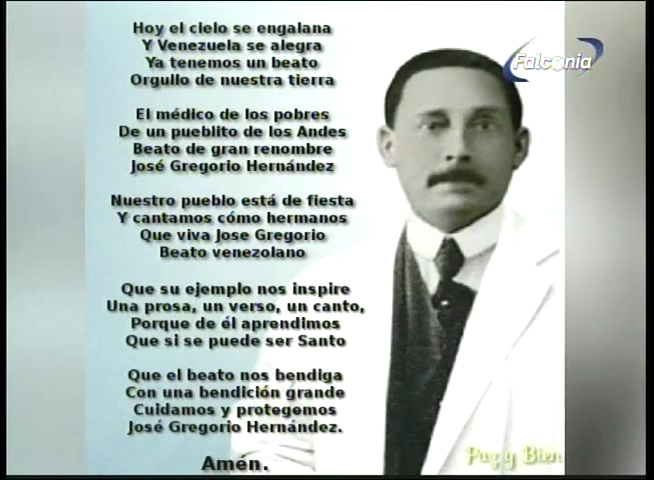 Falconía
Hoy el cielo se engalana
Y Venezuela se alegra
Ya tenemos un beato
Orgullo de nuestra tierra
El médico de los pobres
De un pueblito de los Andes
Beato de gran renombre
José Gregorio Hernández
Nuestro pueblo está de fiesta
Y cantamos cómo hermanos
Que viva Jose Gregorio
Beato venezolano
Que su ejemplo nos inspire
Una prosa, un verso, un canto,
Porque de él aprendimos
Que si se puede ser Santo
Que el beato nos bendiga
Con una bendición grande
Cuidamos y protegemos
José Gregorio Hernández.
Amén.
Paz y Bien